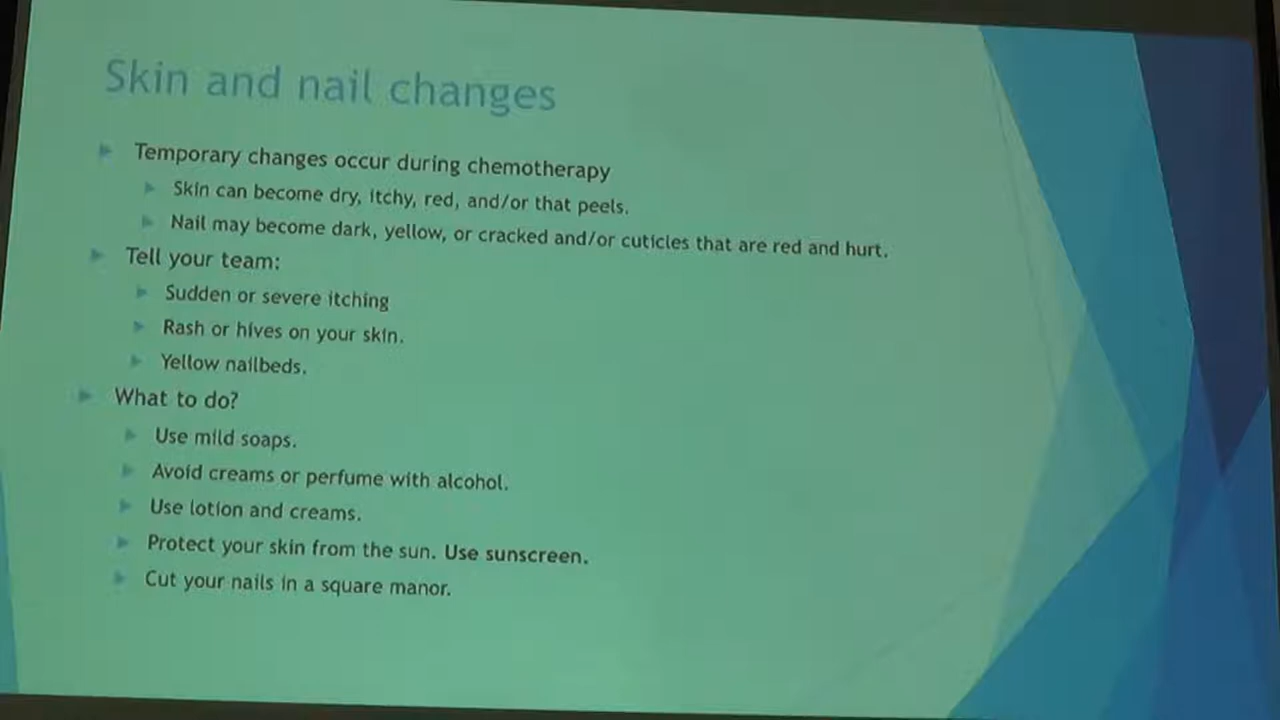 Skin and nail changes
Temporary changes occur during chemotherapy
Skin can become dry, itchy, red, and/or that peels.
Nail may become dark, yellow, or cracked and/or cuticles that are red and hurt.
Tell your team:
Sudden or severe itching
Rash or hives on your skin.
Yellow nailbeds.
What to do?
Use mild soaps.
Avoid creams or perfume with alcohol.
Use lotion and creams.
Protect your skin from the sun. Use sunscreen.
Cut your nails in a square manor.